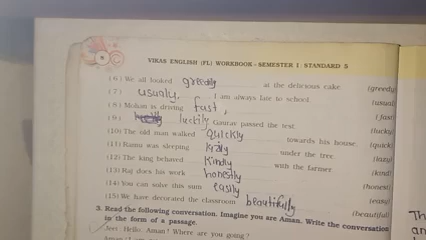 VIKAS ENGLISH (FL) WORKBOOK - SEMESTER I : STANDARD 5
(6) We all looked greedily at the delicious cake. (greedy)
(7) usually, I am always late to school. (usual)
(8) Mohan is driving fast, (fast)
(9) luckily Gaurav passed the test. (lucky)
(10) The old man walked quickly towards his house. (quick)
(11) Ramu was sleeping under the tree. (lazy)
(12) The king behaved Kindly with the farmer (kind)
(13) Raj does his work honestly (honest)
(14) You can solve this sum easily (easy)
(15) We have decorated the classroom beautifully (beautiful)
3. Read the following conversation. Imagine you are Aman. Write the conversation
in the form of a passage.
Jeet : Hello, Aman ! Where are you going ?